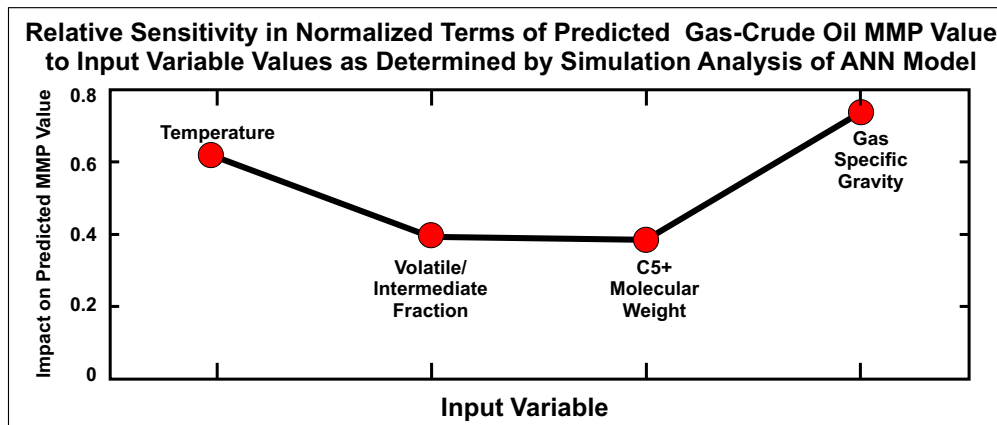 Relative Sensitivity in Normalized Terms of Predicted  Gas-Crude Oil MMP Value
to Input Variable Values as Determined by Simulation Analysis of ANN Model
Impact on Predicted MMP Value
0.8
0.6
0.4
0.2
0
Temperature
Volatile/
Intermediate
Fraction
C5+
Molecular
Weight
Gas
Specific
Gravity
Input Variable